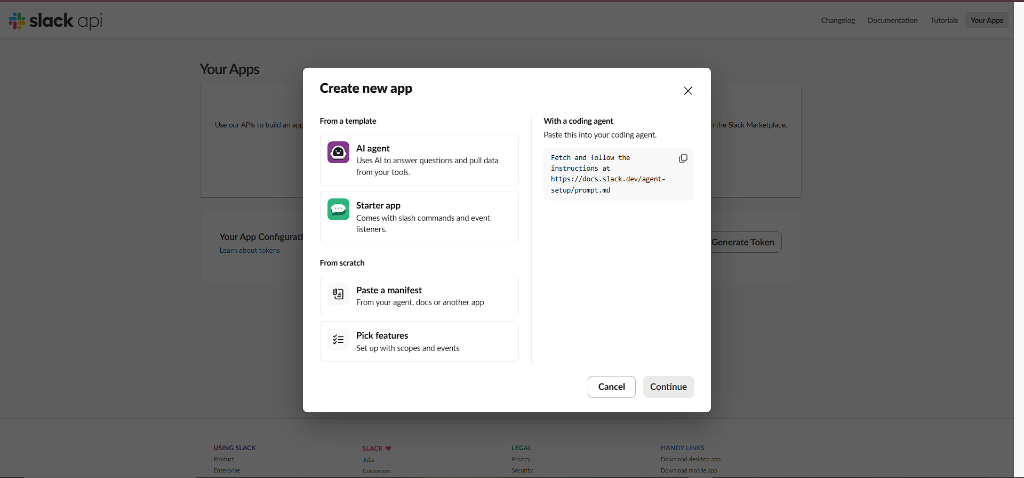 slack api
Changelog
Documentation
Tutorials
Your Apps
Your Apps
Use our APIs to build an app
the Slack Marketplace.
Your App Configurati
Learn about tokens
Generate Token
Create new app
From a template
AI agent
Uses AI to answer questions and pull data
from your tools.
Starter app
Comes with slash commands and event
listeners.
From scratch
Paste a manifest
From your agent, docs or another app
Pick features
Set up with scopes and events
With a coding agent
Paste this into your coding agent.
Fetch and follow the
instructions at
https://docs.slack.dev/agent-
setup/prompt.md
Cancel
Continue
USING SLACK
Product
Enterprise
SLACK ♥
Jobs
Customers
LEGAL
Privacy
Security
HANDY LINKS
Download desktop app
Download mobile app